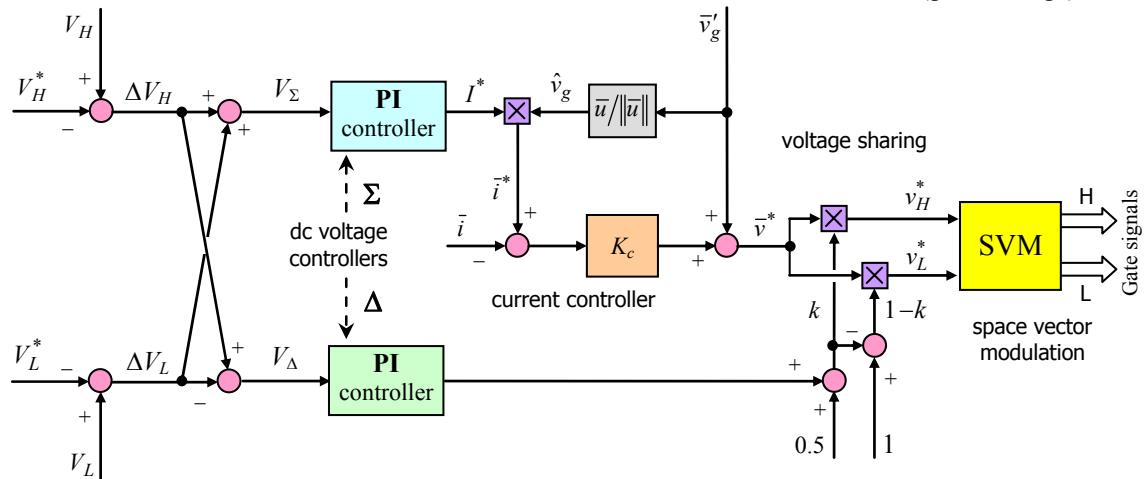 V_H
V_H^*
+
−
ΔV_H
+
+
V_Σ
PI
controller
I^*
v̂_g
ū/‖ū‖
v̄′_g
voltage sharing
Σ
dc voltage
controllers
Δ
ī^*
+
ī
−
K_c
current controller
+
+
v̄^*
v_H^*
v_L^*
SVM
H
L
Gate signals
space vector
modulation
k
1−k
−
+
V_L^*
−
+
ΔV_L
V_L
+
−
V_Δ
PI
controller
+
+
0.5
1